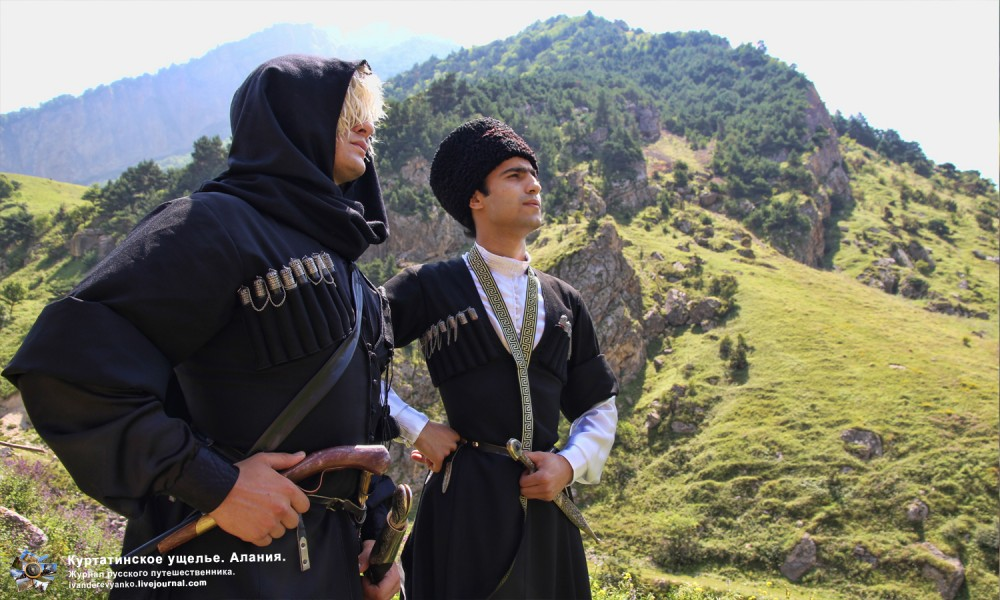 Куртатинское ущелье. Алания.
Журнал русского путешественника.
ivanderevyanko.livejournal.com